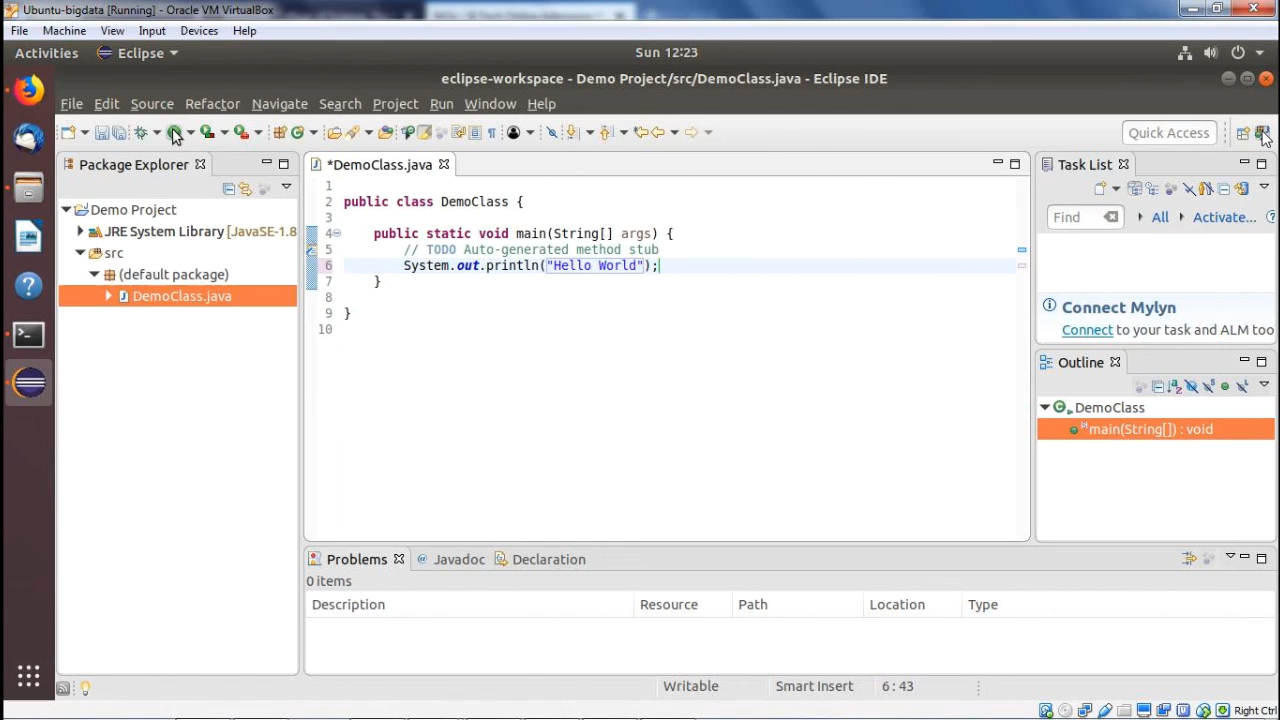 Ubuntu-bigdata [Running] - Oracle VM VirtualBox
File Machine View Input Devices Help
Activities Eclipse Sun 12:23
eclipse-workspace - Demo Project/src/DemoClass.java - Eclipse IDE
File Edit Source Refactor Navigate Search Project Run Window Help
Quick Access
Package Explorer
Demo Project
JRE System Library [JavaSE-1.8
src
(default package)
DemoClass.java
*DemoClass.java
1
2 public class DemoClass {
3
4 public static void main(String[] args) {
5 // TODO Auto-generated method stub
6 System.out.println("Hello World");
7 }
8
9 }
10
Task List
Find All Activate...
Connect Mylyn
Connect to your task and ALM too
Outline
DemoClass
main(String[]) : void
Problems @ Javadoc Declaration
0 items
Description Resource Path Location Type
Writable Smart Insert 6 : 43
Right Ctrl